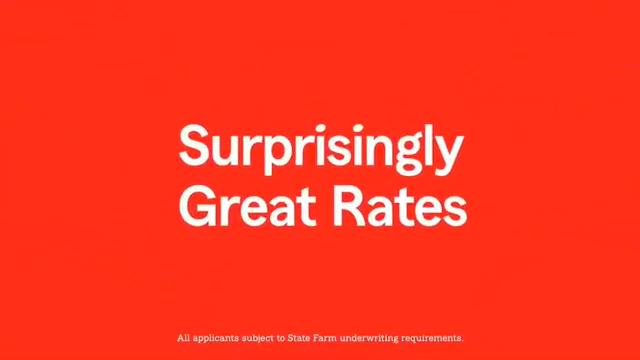 Surprisingly
Great Rates
All applicants subject to State Farm underwriting requirements.